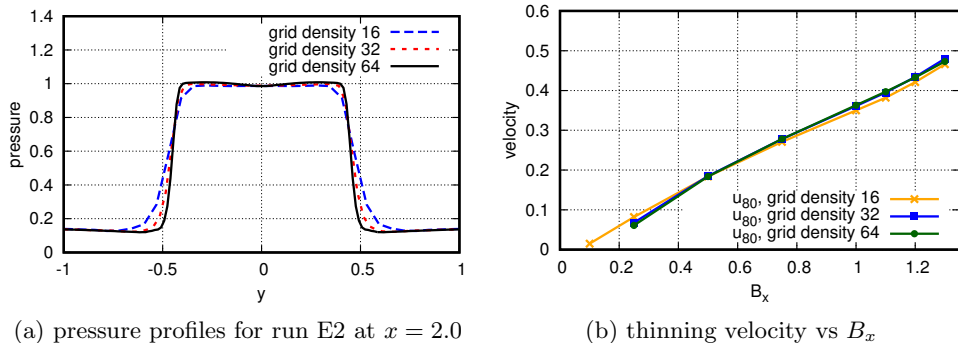 grid density 16
grid density 32
grid density 64
pressure
1.4
1.2
1
0.8
0.6
0.4
0.2
0
-1
-0.5
0
0.5
1
y
(a) pressure profiles for run E2 at x = 2.0
velocity
0.6
0.5
0.4
0.3
0.2
0.1
0
u80, grid density 16
u80, grid density 32
u80, grid density 64
0
0.2
0.4
0.6
0.8
1
1.2
Bx
(b) thinning velocity vs Bx